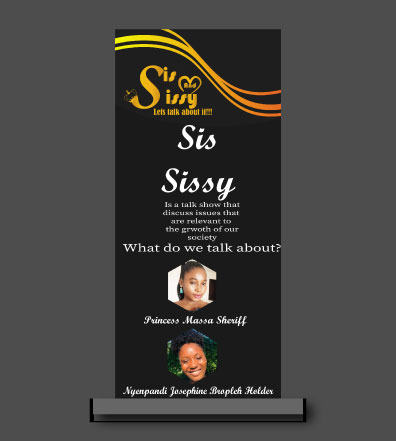 Sis
Sissy
Lets talk about it!!!
Sis
Sissy
Is a talk show that
discuss issues that
are relevant to
the grwoth of our
society
What do we talk about?
Princess Massa Sheriff
Nyenpandi Josephine Bropleh Holder